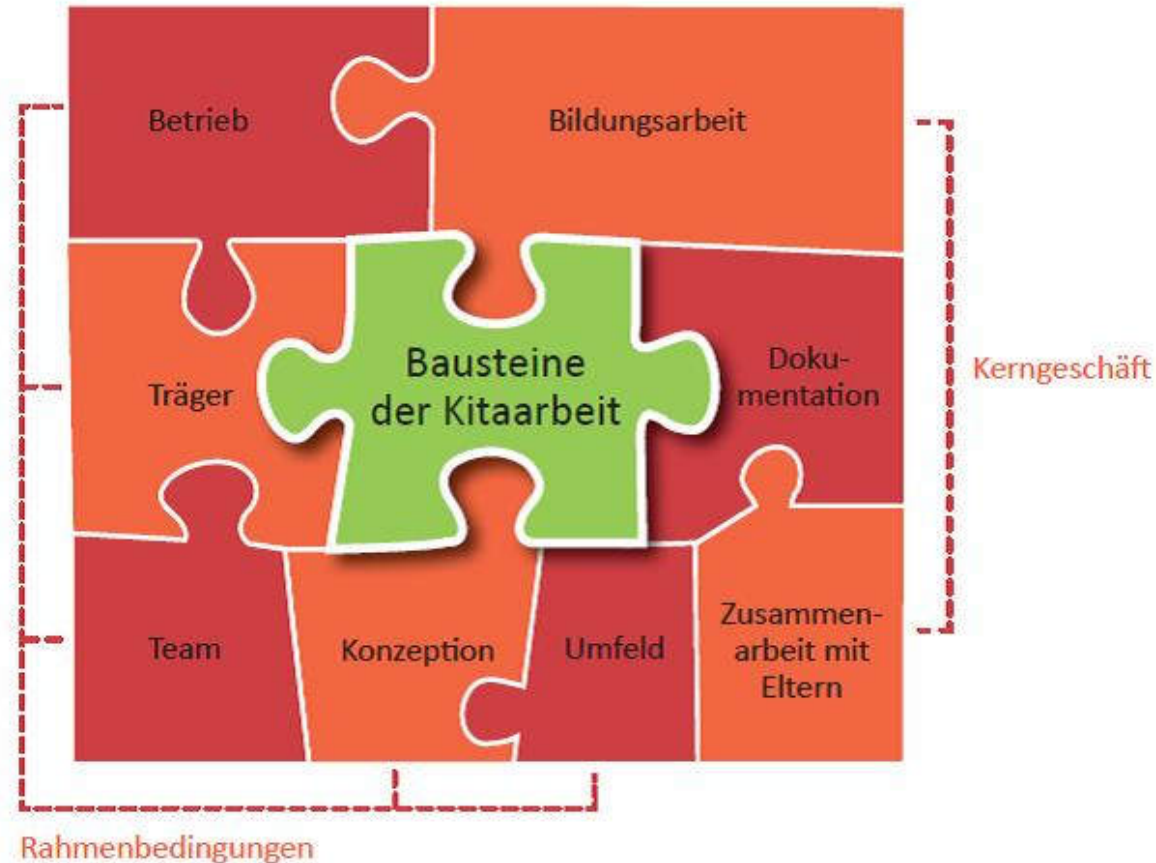 Betrieb
Bildungsarbeit
Bausteine
der Kitaarbeit
Träger
Doku-
mentation
Kerngeschäft
Team
Konzeption
Umfeld
Zusammen-
arbeit mit
Eltern
Rahmenbedingungen